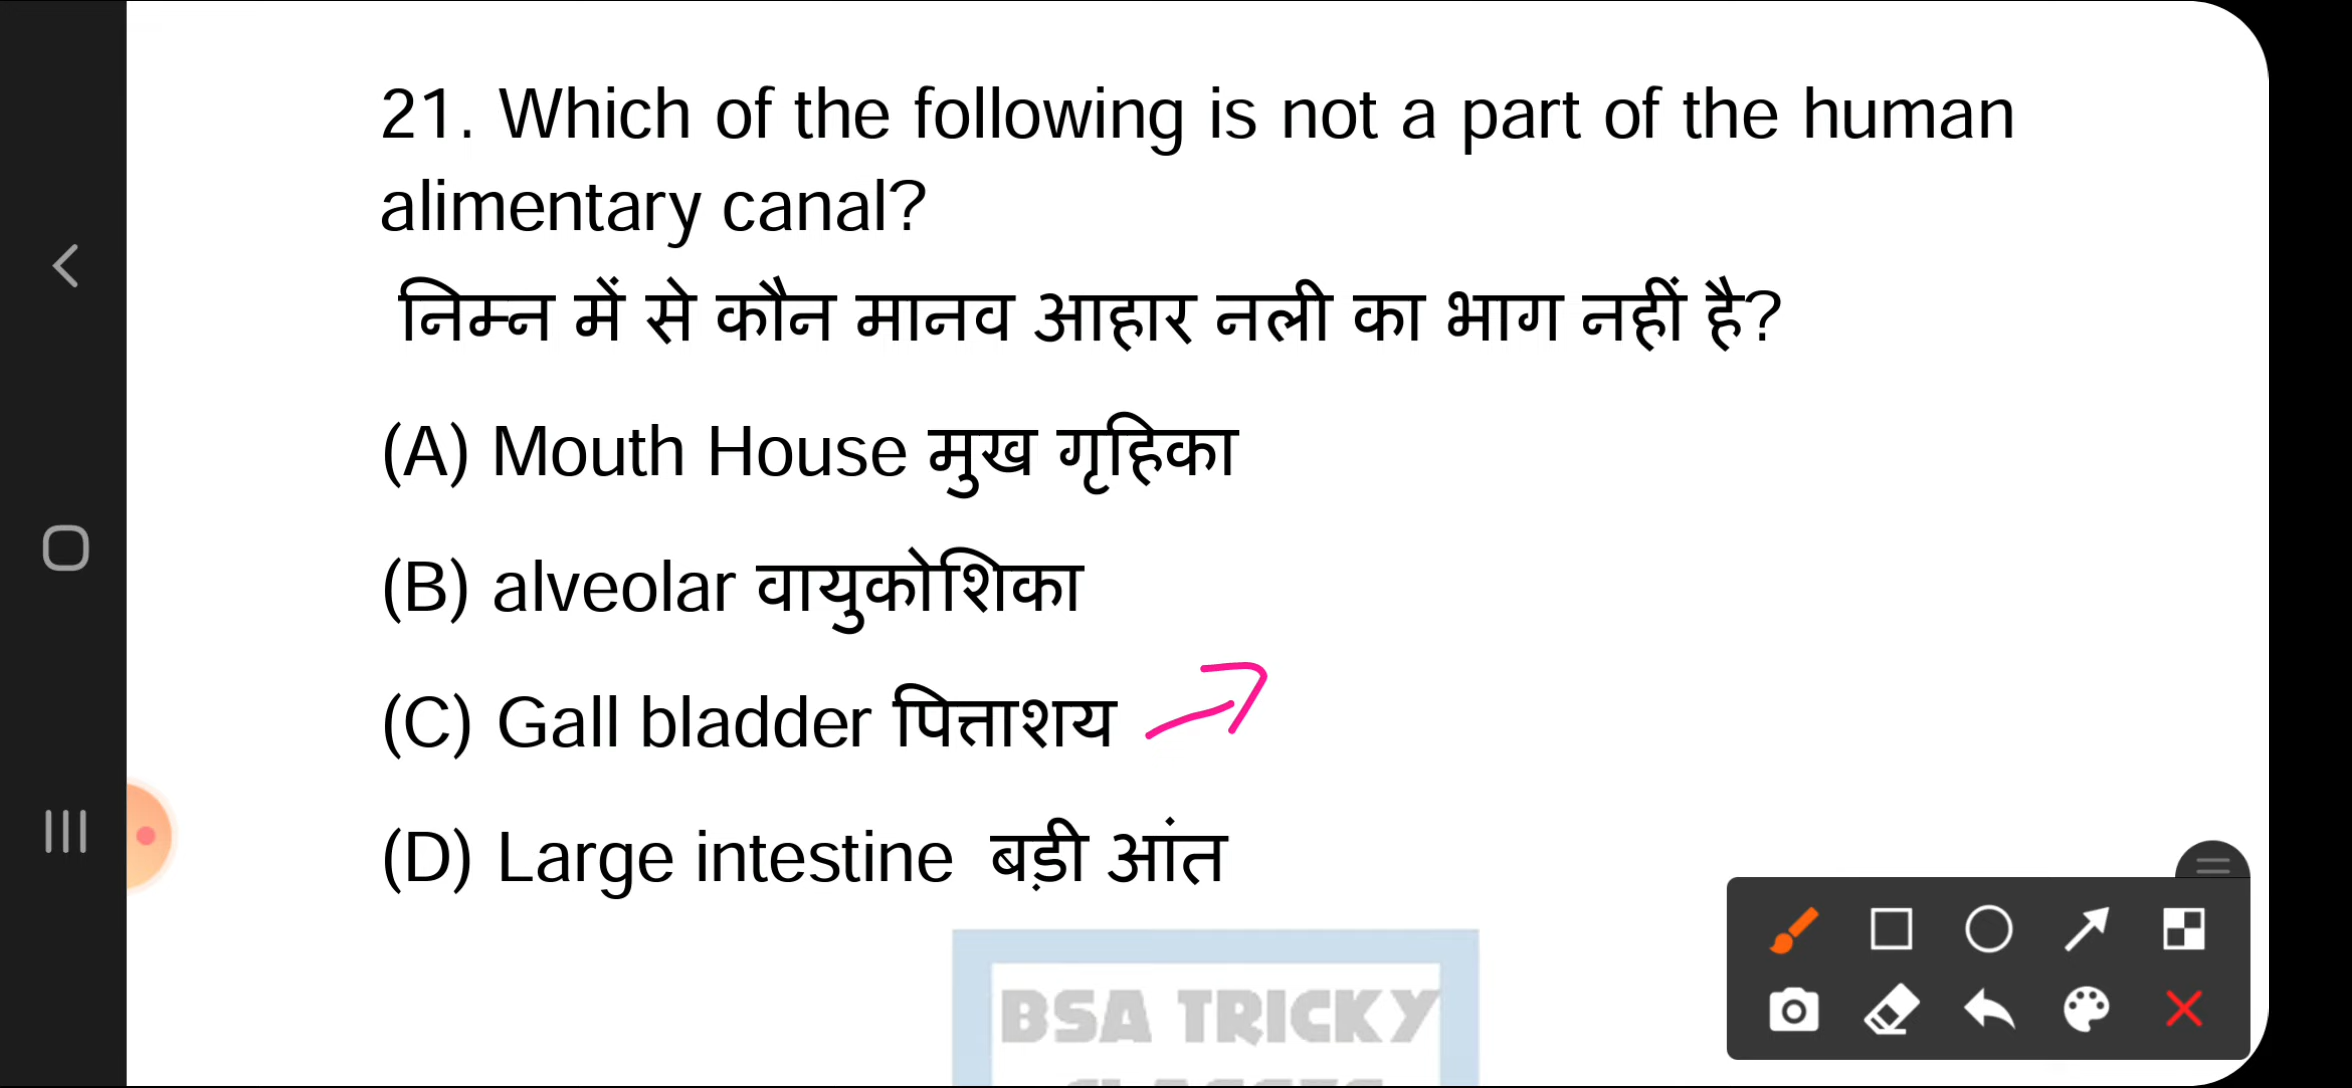 21. Which of the following is not a part of the human
alimentary canal?
निम्न में से कौन मानव आहार नली का भाग नहीं है?
(A) Mouth House मुख गृहिका
(B) alveolar वायुकोशिका
(C) Gall bladder पित्ताशय
(D) Large intestine बड़ी आंत
BSA TRICKY